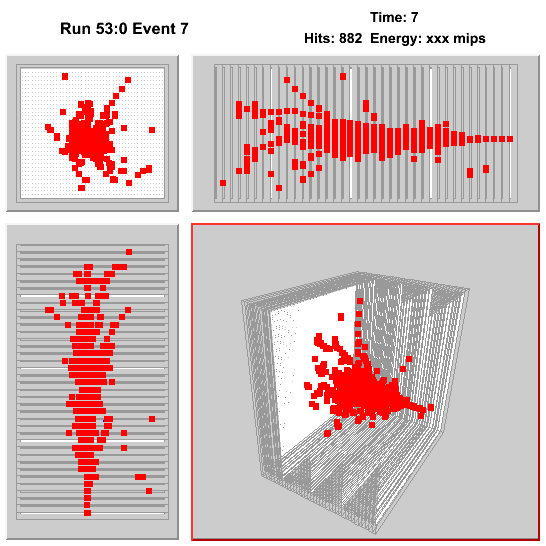 Run 53:0 Event 7
Time: 7
Hits: 882 Energy: xxx mips